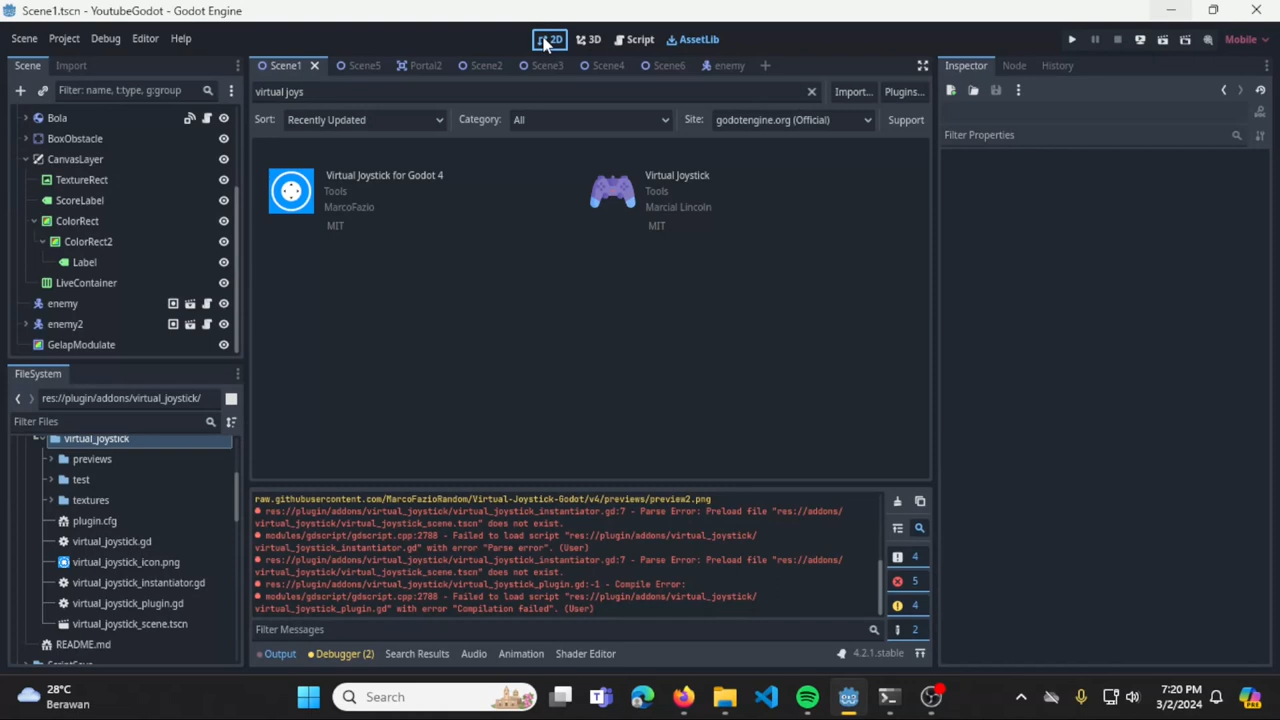 Scene1.tscn - YoutubeGodot - Godot Engine
Scene Project Debug Editor Help
2D 3D Script AssetLib
Mobile
Scene Import
Scene1 Scene5 Portal2 Scene2 Scene3 Scene4 Scene6 enemy
Inspector Node History
Filter: name, t:type, g:group
virtual joys
Import... Plugins...
Sort: Recently Updated Category: All Site: godotengine.org (Official) Support
Filter Properties
Bola
BoxObstacle
CanvasLayer
TextureRect
ScoreLabel
ColorRect
ColorRect2
Label
LiveContainer
enemy
enemy2
GelapModulate
Virtual Joystick for Godot 4
Tools
MarcoFazio
MIT
Virtual Joystick
Tools
Marcial Lincoln
MIT
FileSystem
res://plugin/addons/virtual_joystick/
Filter Files
virtual_joystick
previews
test
textures
plugin.cfg
virtual_joystick.gd
virtual_joystick_icon.png
virtual_joystick_instantiator.gd
virtual_joystick_plugin.gd
virtual_joystick_scene.tscn
README.md
raw.githubusercontent.com/MarcoFazioRandom/Virtual-Joystick-Godot/v4/previews/preview2.png
res://plugin/addons/virtual_joystick/virtual_joystick_instantiator.gd:7 - Parse Error: Preload file "res://addons/
virtual_joystick/virtual_joystick_scene.tscn" does not exist.
modules/gdscript/gdscript.cpp:2788 - Failed to load script "res://plugin/addons/virtual_joystick/
virtual_joystick_instantiator.gd" with error "Parse error". (User)
res://plugin/addons/virtual_joystick/virtual_joystick_instantiator.gd:7 - Parse Error: Preload file "res://addons/
virtual_joystick/virtual_joystick_scene.tscn" does not exist.
res://plugin/addons/virtual_joystick/virtual_joystick_plugin.gd:-1 - Compile Error:
modules/gdscript/gdscript.cpp:2788 - Failed to load script "res://plugin/addons/virtual_joystick/
virtual_joystick_plugin.gd" with error "Compilation failed". (User)
4
5
4
2
Filter Messages
Output Debugger (2) Search Results Audio Animation Shader Editor
4.2.1.stable
28°C
Berawan
Search
7:20 PM
3/2/2024
PRE